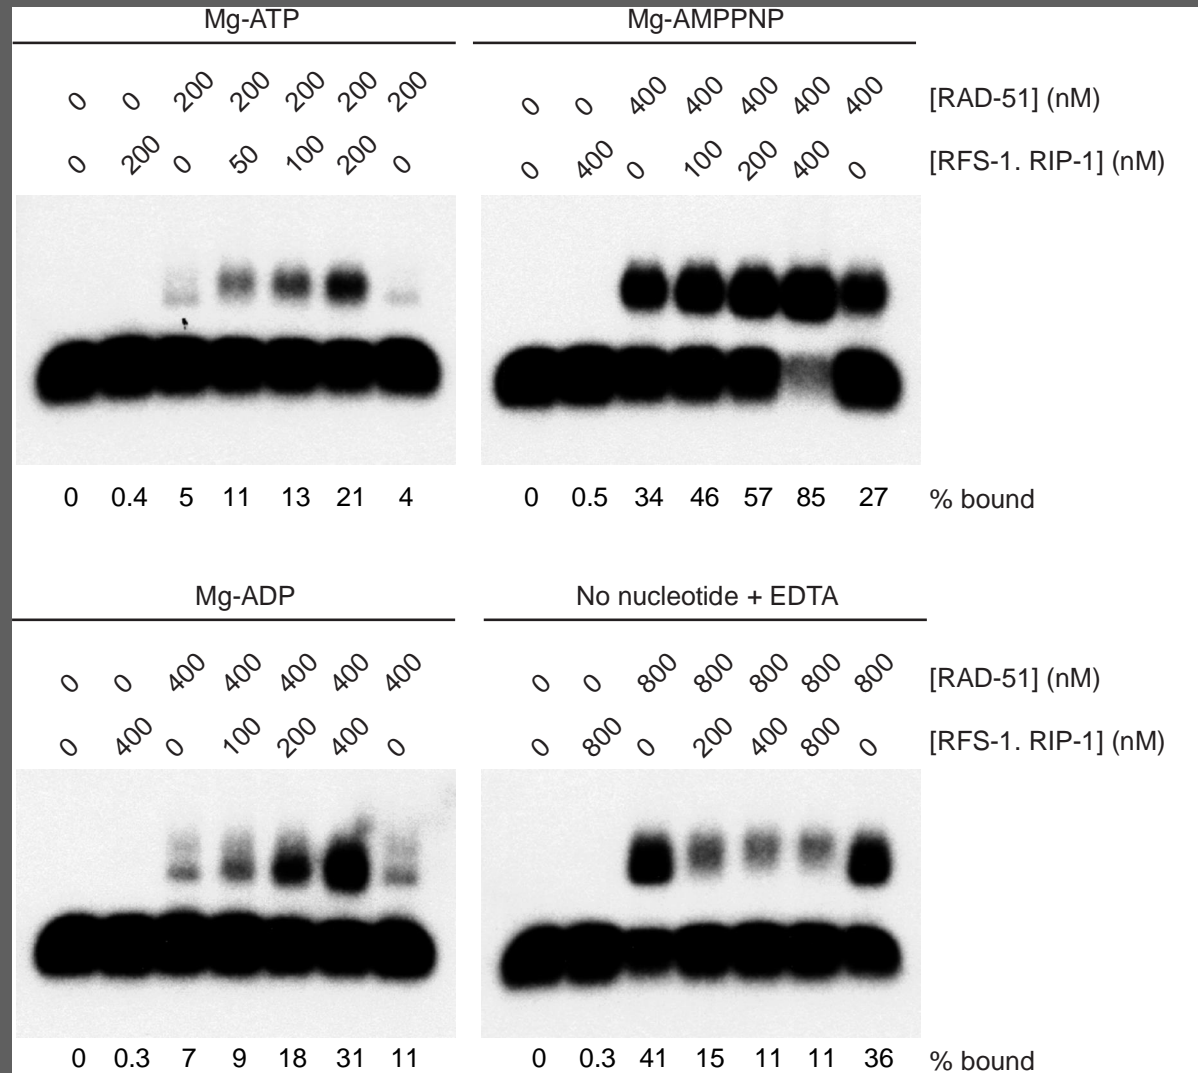 Mg-ATP Mg-AMPPNP
0 0 200 200 200 200 200 0 0 400 400 400 400 400 [RAD-51] (nM)
0 200 0 50 100 200 0 0 400 0 100 200 400 0 [RFS-1. RIP-1] (nM)
0 0.4 5 11 13 21 4 0 0.5 34 46 57 85 27 % bound
Mg-ADP No nucleotide + EDTA
0 0 400 400 400 400 400 0 0 800 800 800 800 800 [RAD-51] (nM)
0 400 0 100 200 400 0 0 800 0 200 400 800 0 [RFS-1. RIP-1] (nM)
0 0.3 7 9 18 31 11 0 0.3 41 15 11 11 36 % bound